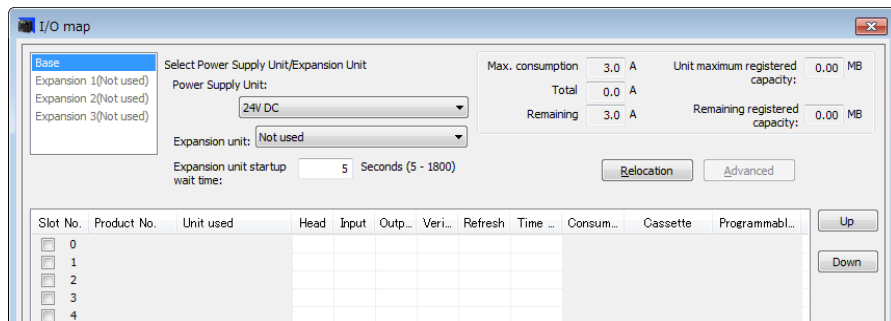 I/O map
Base
Expansion 1(Not used)
Expansion 2(Not used)
Expansion 3(Not used)
Select Power Supply Unit/Expansion Unit
Power Supply Unit:
24V DC
Expansion unit: Not used
Expansion unit startup wait time: 5 Seconds (5 - 1800)
Max. consumption 3.0 A
Total 0.0 A
Remaining 3.0 A
Unit maximum registered capacity: 0.00 MB
Remaining registered capacity: 0.00 MB
Relocation Advanced
Slot No. Product No. Unit used Head Input Outp... Veri... Refresh Time ... Consum... Cassette Programmabl...
Up
0
1
Down
2
3
4